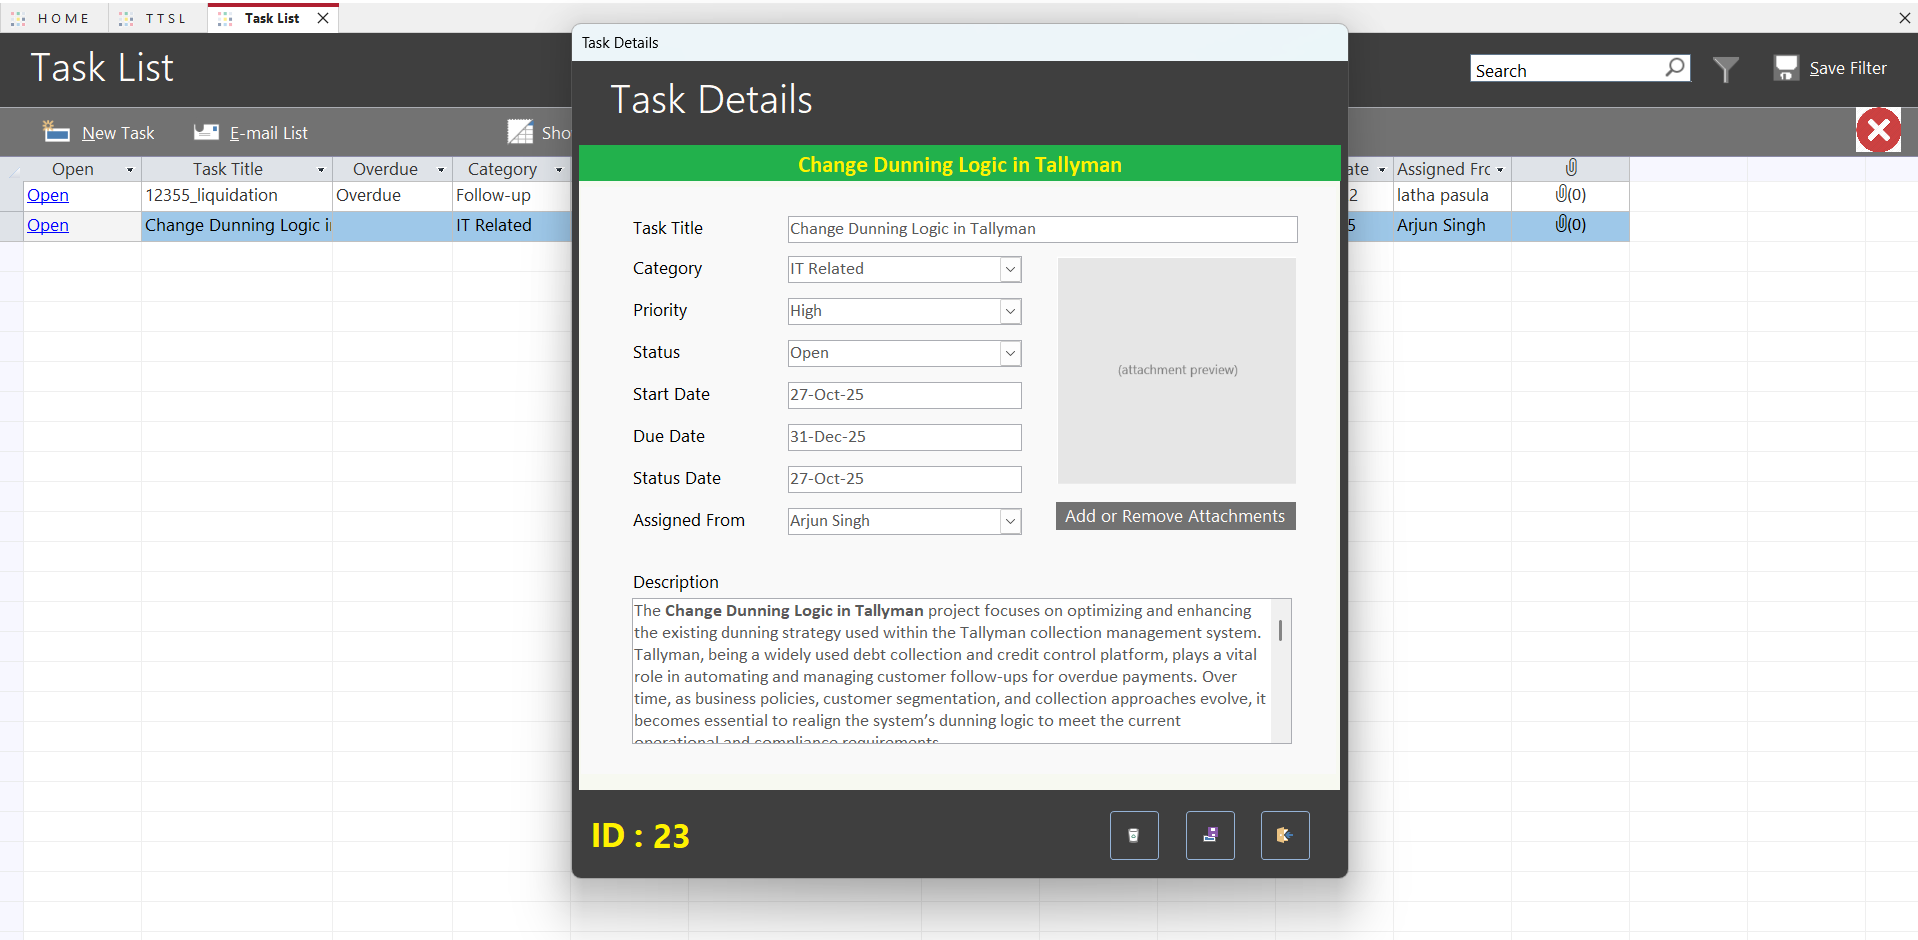 HOME
TTSL
Task List
Task List
Search
Save Filter
New Task
E-mail List
Sho
Open
Task Title
Overdue
Category
ate
Assigned Frc
Open
12355_liquidation
Overdue
Follow-up
2
latha pasula
(0)
Open
Change Dunning Logic i
IT Related
5
Arjun Singh
(0)
Task Details
Task Details
Change Dunning Logic in Tallyman
Task Title
Change Dunning Logic in Tallyman
Category
IT Related
Priority
High
Status
Open
Start Date
27-Oct-25
Due Date
31-Dec-25
Status Date
27-Oct-25
Assigned From
Arjun Singh
(attachment preview)
Add or Remove Attachments
Description
The Change Dunning Logic in Tallyman project focuses on optimizing and enhancing
the existing dunning strategy used within the Tallyman collection management system.
Tallyman, being a widely used debt collection and credit control platform, plays a vital
role in automating and managing customer follow-ups for overdue payments. Over
time, as business policies, customer segmentation, and collection approaches evolve, it
becomes essential to realign the system’s dunning logic to meet the current
operational and compliance requirements.
ID : 23